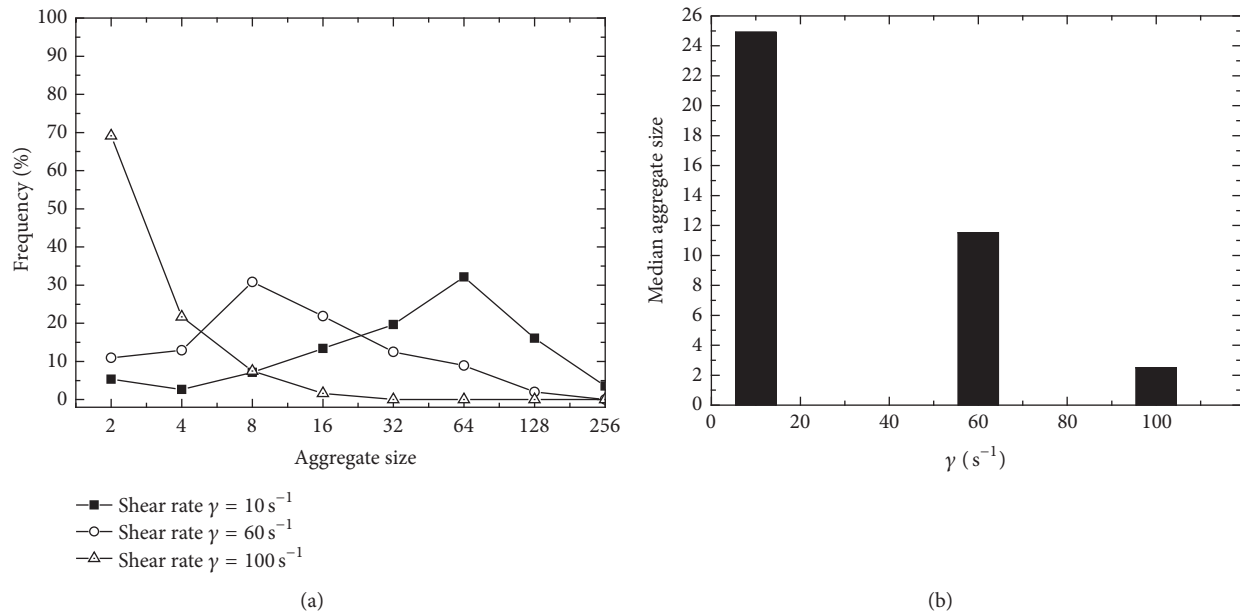 100
90
80
70
60
50
40
30
20
10
0
Frequency (%)
2 4 8 16 32 64 128 256
Aggregate size
Shear rate γ = 10 s⁻¹
Shear rate γ = 60 s⁻¹
Shear rate γ = 100 s⁻¹
(a)
26
24
22
20
18
16
14
12
10
8
6
4
2
0
Median aggregate size
0 20 40 60 80 100
γ (s⁻¹)
(b)